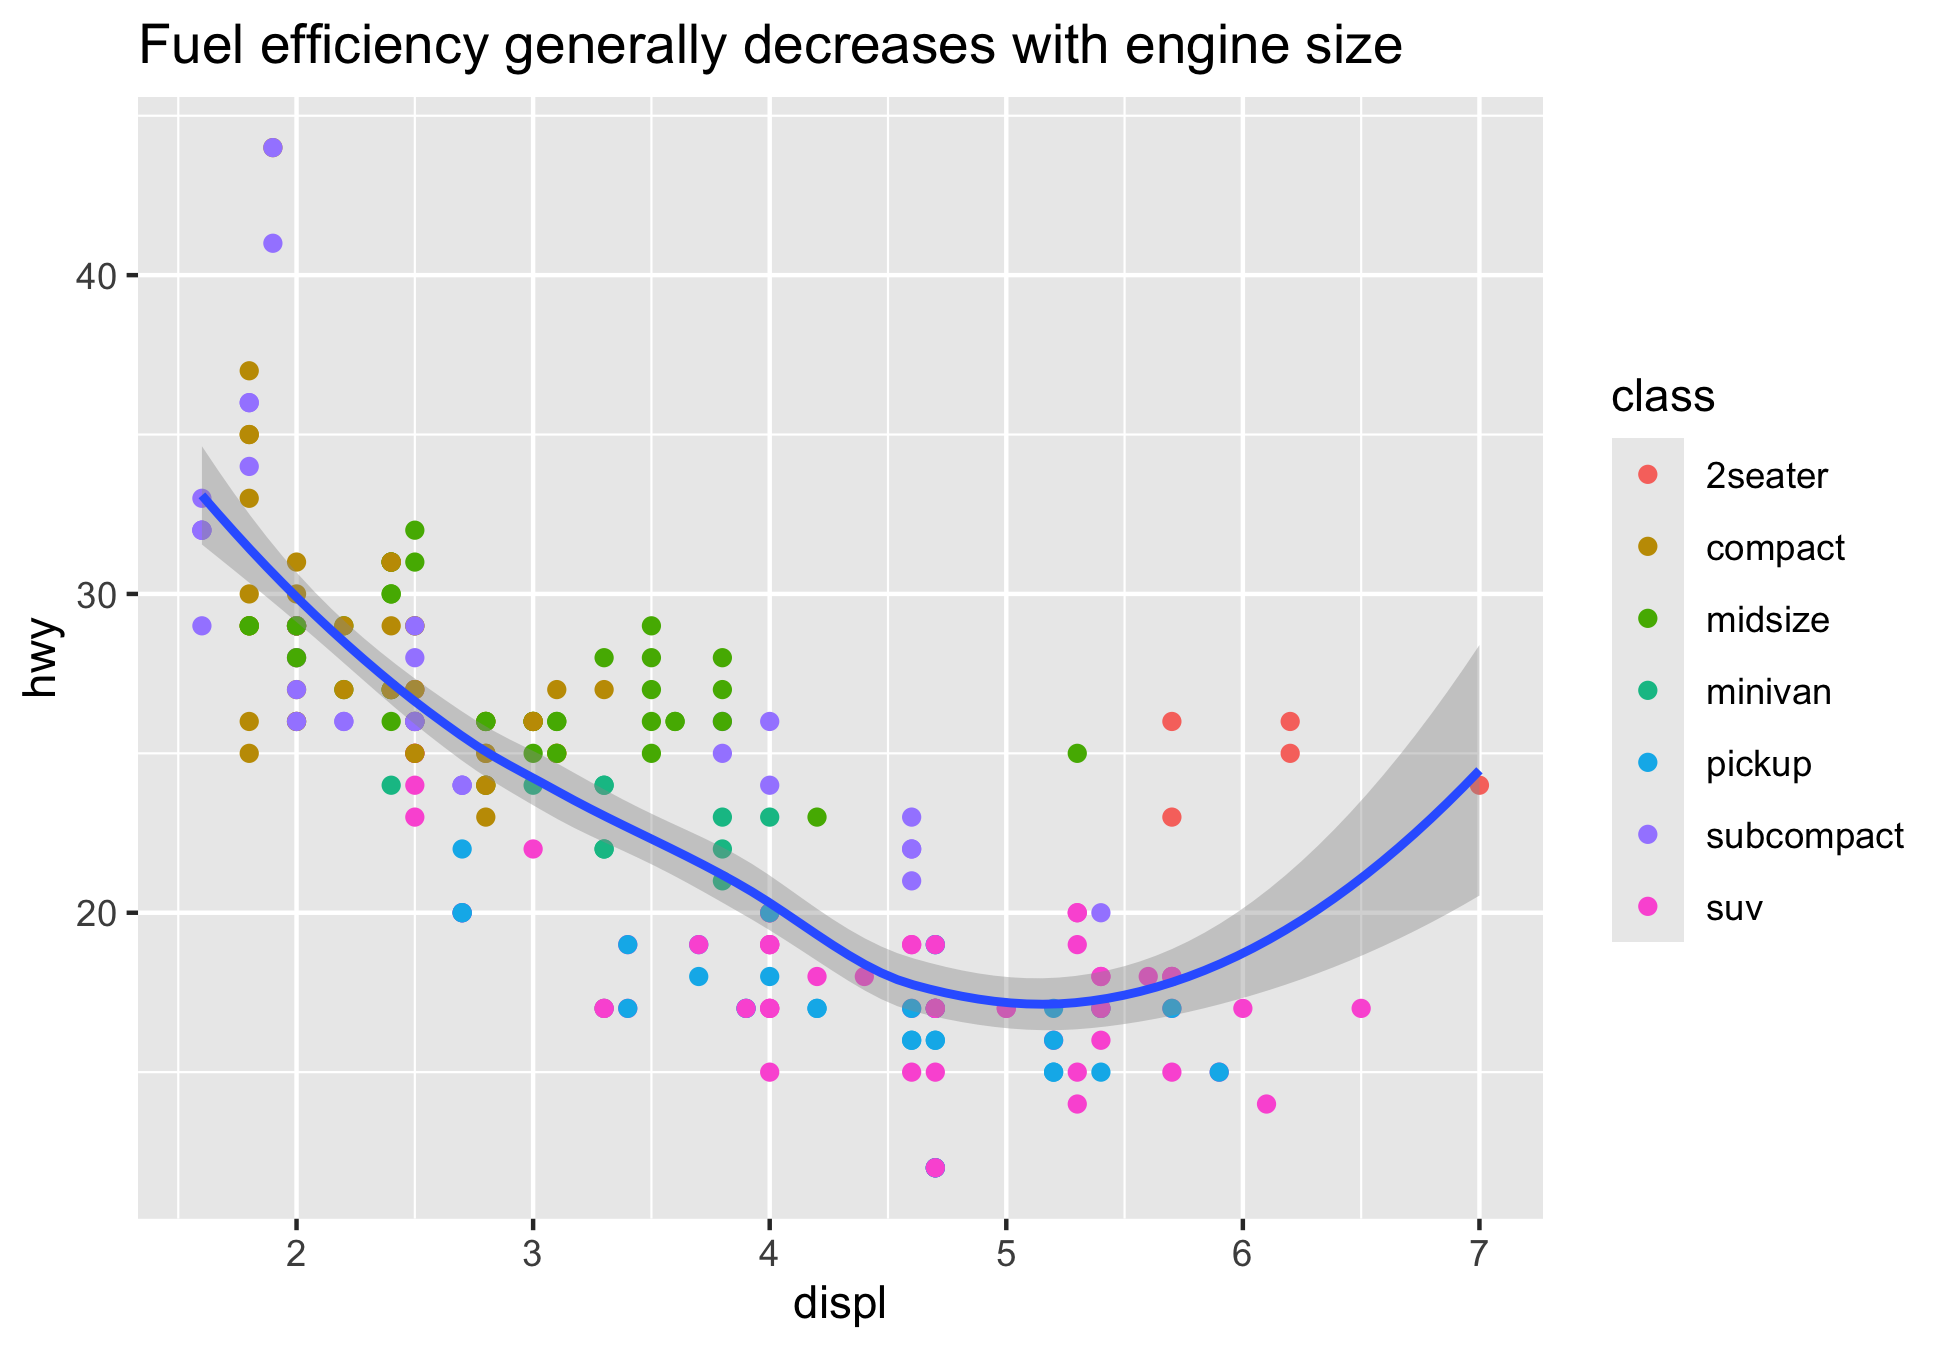 Fuel efficiency generally decreases with engine size
hwy
40
30
20
2 3 4 5 6 7
displ
class
2seater
compact
midsize
minivan
pickup
subcompact
suv